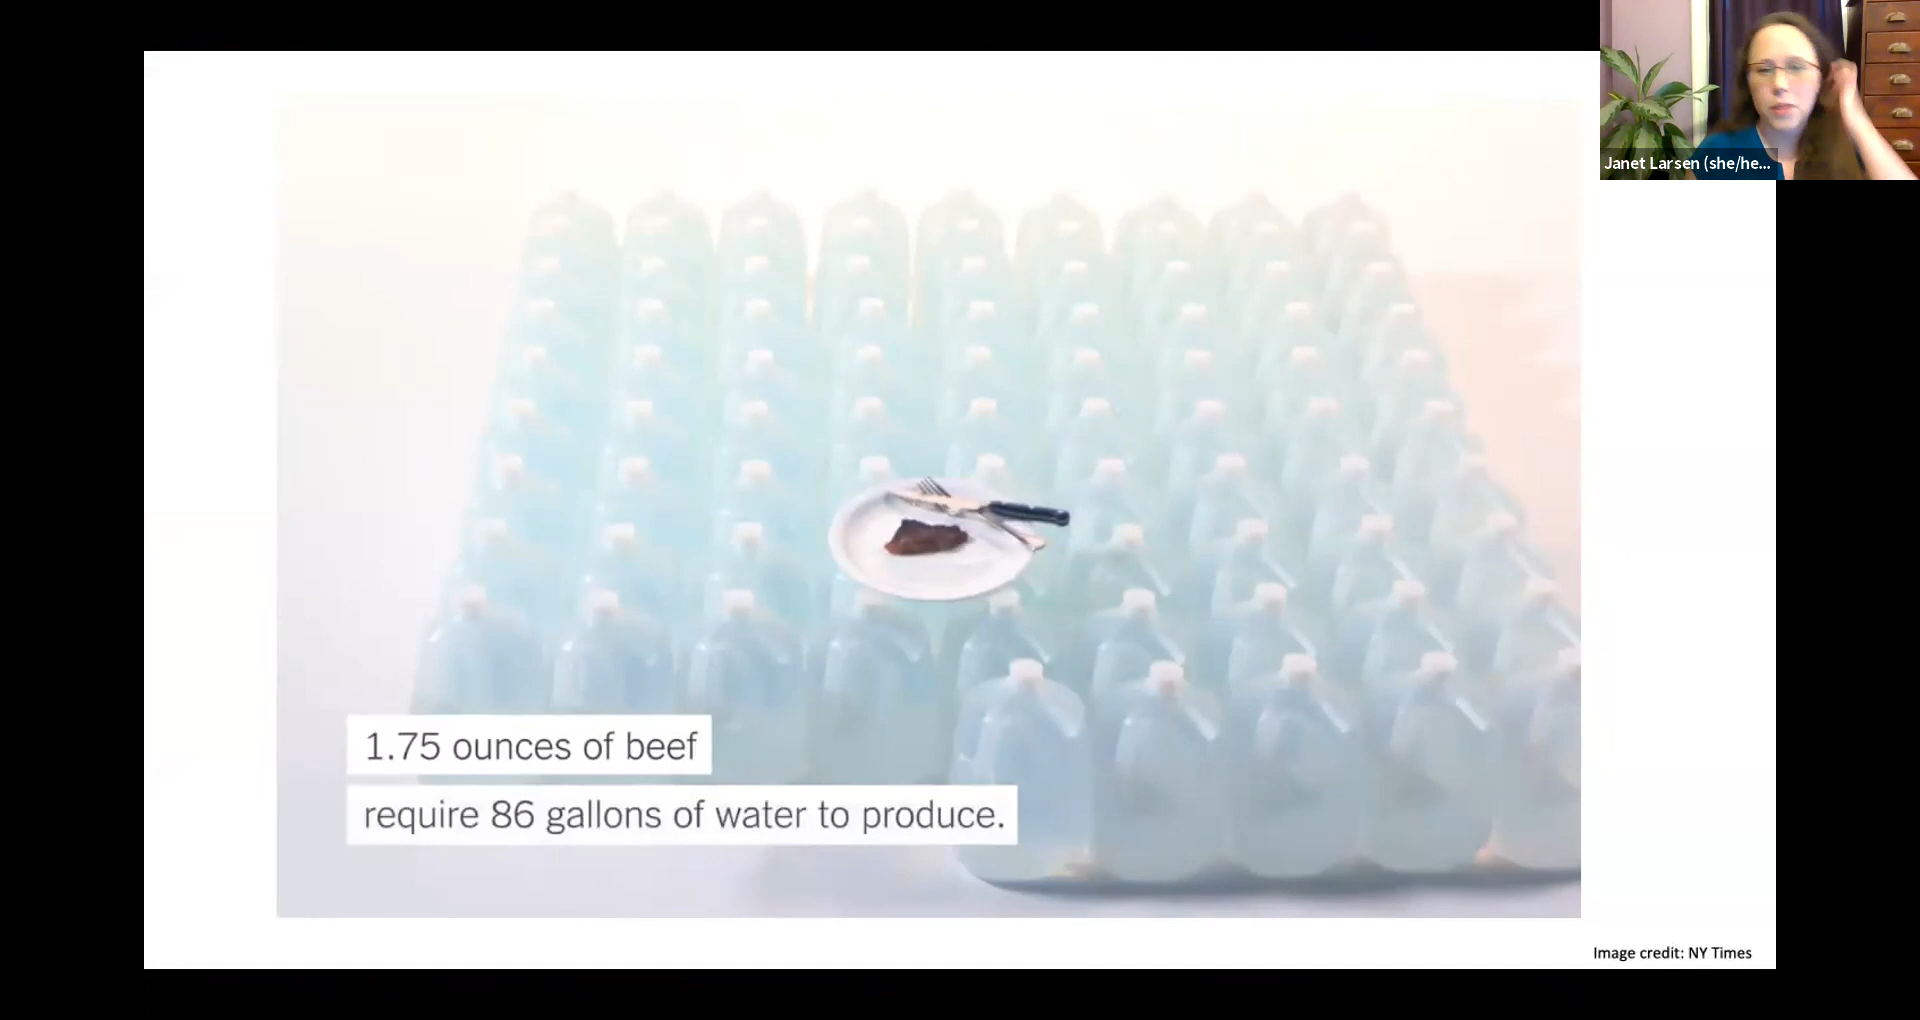 Janet Larsen (she/he...
1.75 ounces of beef
require 86 gallons of water to produce.
Image credit: NY Times